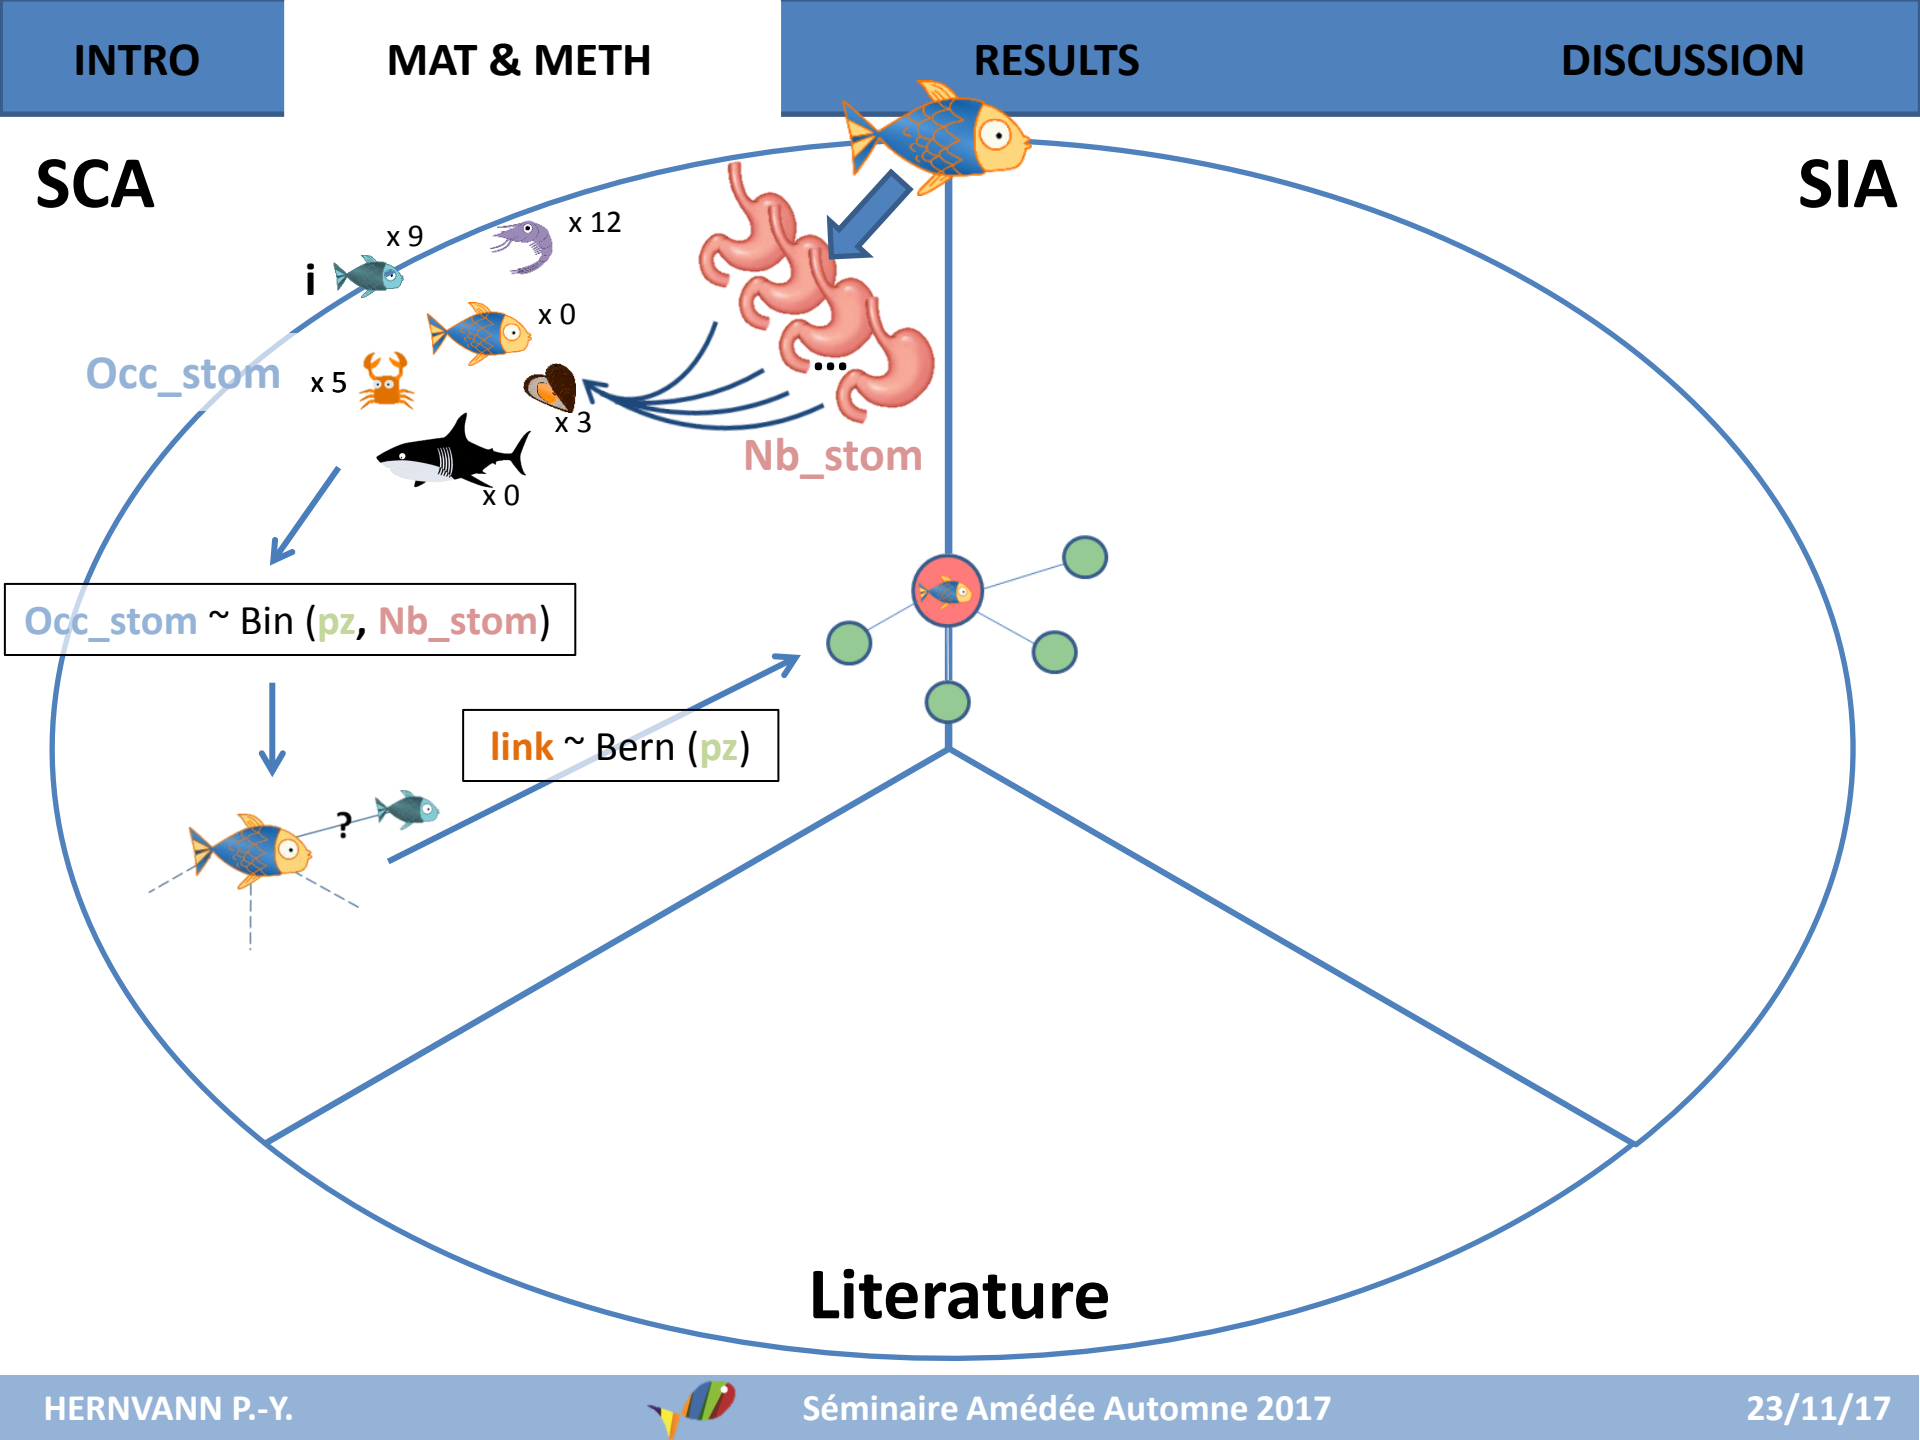 INTRO
MAT & METH
RESULTS
DISCUSSION
SCA
SIA
x 9
x 12
i
x 0
Occ_stom
x 5
...
x 3
Nb_stom
x 0
Occ_stom ~ Bin (pz, Nb_stom)
link ~ Bern (pz)
?
Literature
HERNVANN P.-Y.
Séminaire Amédée Automne 2017
23/11/17